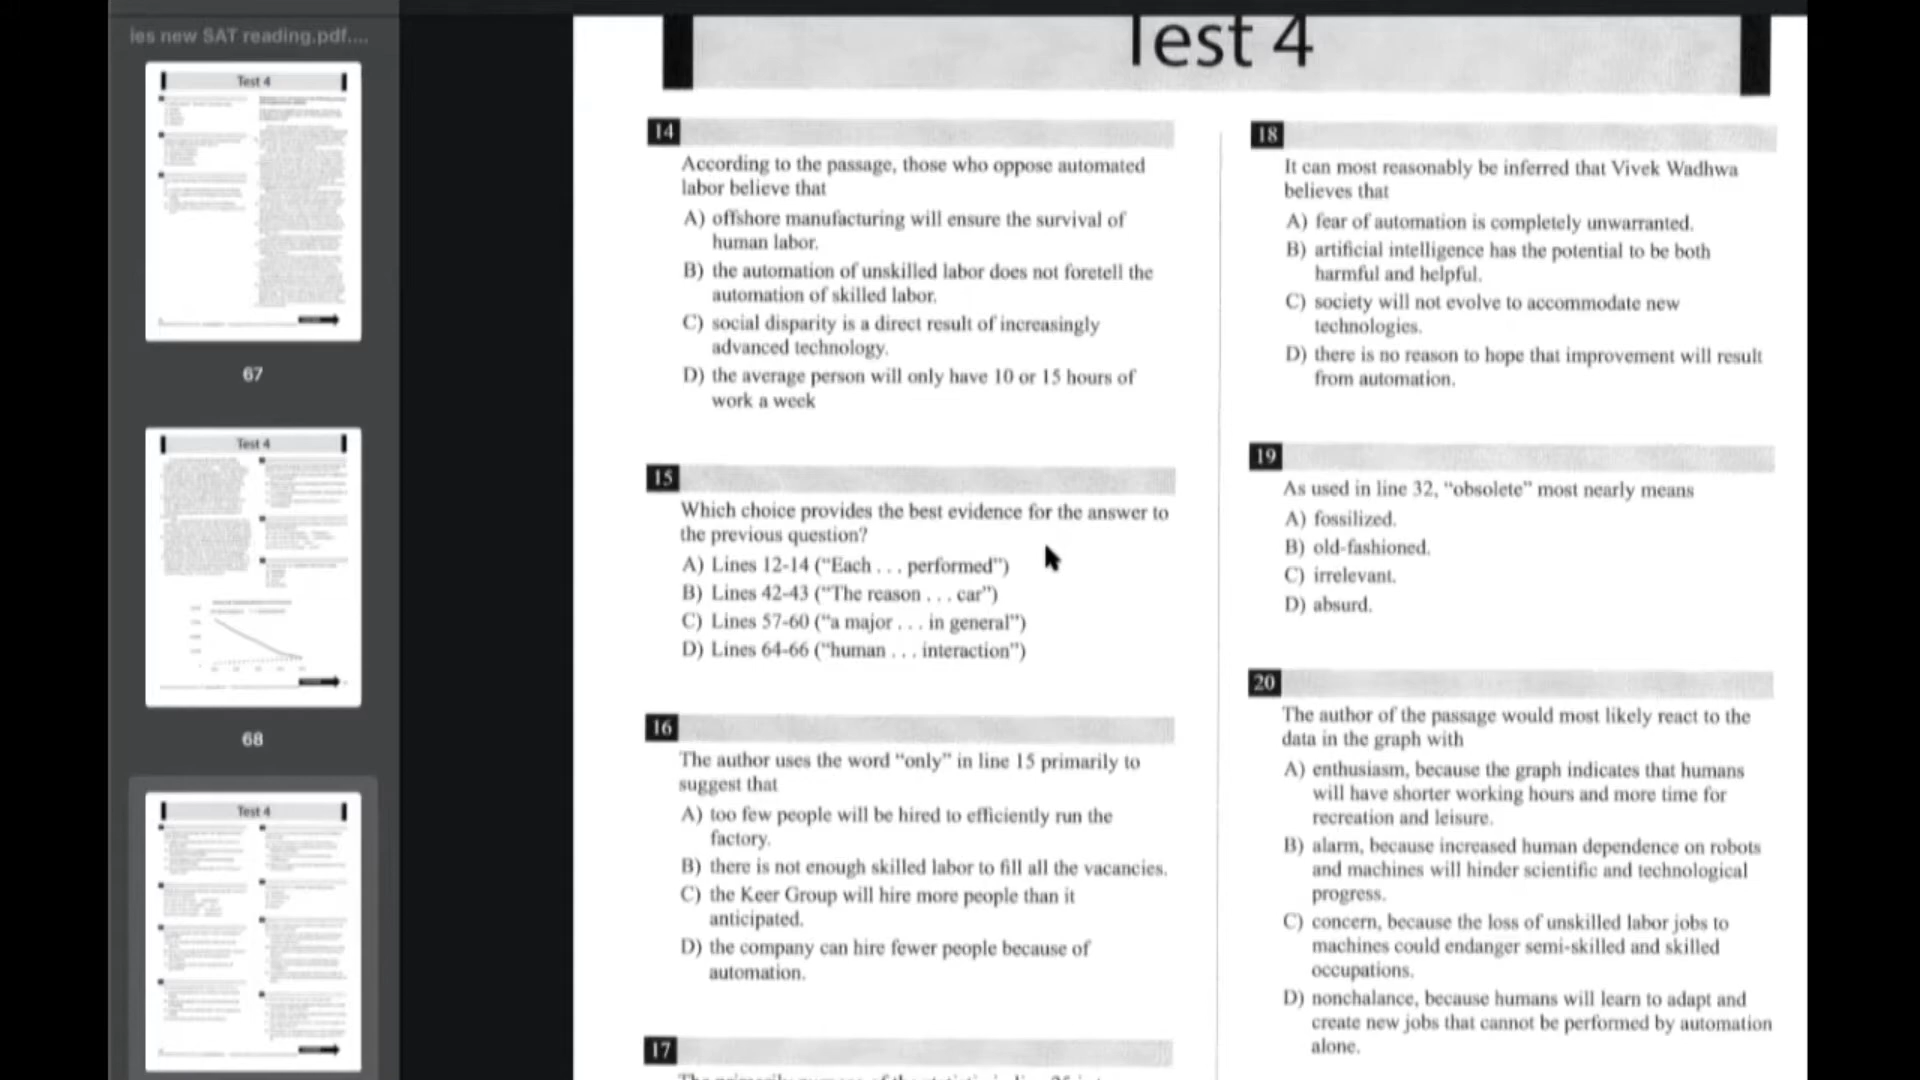 ies new SAT reading.pdf....
Test 4
67
Test 4
68
Test 4
Test 4
14
According to the passage, those who oppose automated
labor believe that
A) offshore manufacturing will ensure the survival of
human labor.
B) the automation of unskilled labor does not foretell the
automation of skilled labor.
C) social disparity is a direct result of increasingly
advanced technology.
D) the average person will only have 10 or 15 hours of
work a week
15
Which choice provides the best evidence for the answer to
the previous question?
A) Lines 12-14 (“Each . . . performed”)
B) Lines 42-43 (“The reason . . . car”)
C) Lines 57-60 (“a major . . . in general”)
D) Lines 64-66 (“human . . . interaction”)
16
The author uses the word “only” in line 15 primarily to
suggest that
A) too few people will be hired to efficiently run the
factory.
B) there is not enough skilled labor to fill all the vacancies.
C) the Keer Group will hire more people than it
anticipated.
D) the company can hire fewer people because of
automation.
17
18
It can most reasonably be inferred that Vivek Wadhwa
believes that
A) fear of automation is completely unwarranted.
B) artificial intelligence has the potential to be both
harmful and helpful.
C) society will not evolve to accommodate new
technologies.
D) there is no reason to hope that improvement will result
from automation.
19
As used in line 32, “obsolete” most nearly means
A) fossilized.
B) old-fashioned.
C) irrelevant.
D) absurd.
20
The author of the passage would most likely react to the
data in the graph with
A) enthusiasm, because the graph indicates that humans
will have shorter working hours and more time for
recreation and leisure.
B) alarm, because increased human dependence on robots
and machines will hinder scientific and technological
progress.
C) concern, because the loss of unskilled labor jobs to
machines could endanger semi-skilled and skilled
occupations.
D) nonchalance, because humans will learn to adapt and
create new jobs that cannot be performed by automation
alone.